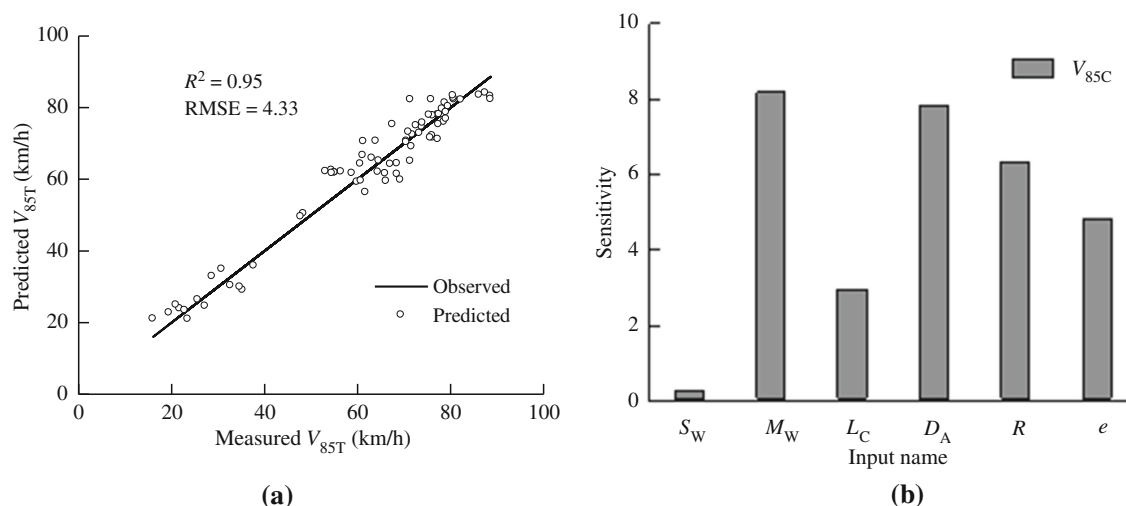 R² = 0.95
RMSE = 4.33
100
80
60
40
20
0
Predicted V85T (km/h)
Observed
Predicted
0 20 40 60 80 100
Measured V85T (km/h)
(a)
10
8
6
4
2
0
Sensitivity
V85C
SW MW LC DA R e
Input name
(b)